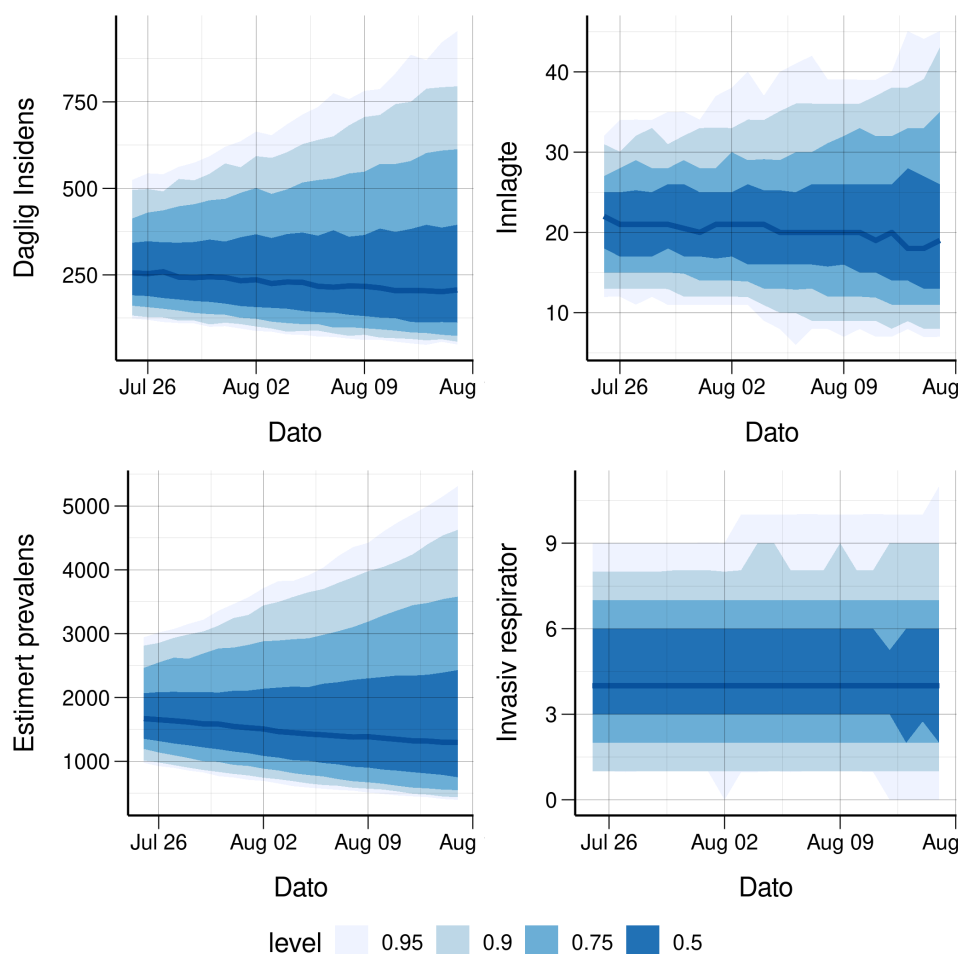 Daglig Insidens
750
500
250
Jul 26 Aug 02 Aug 09 Aug
Dato
Innlagte
40
30
20
10
Jul 26 Aug 02 Aug 09 Aug
Dato
Estimert prevalens
5000
4000
3000
2000
1000
Jul 26 Aug 02 Aug 09 Aug
Dato
Invasiv respirator
9
6
3
0
Jul 26 Aug 02 Aug 09 Aug
Dato
level 0.95 0.9 0.75 0.5